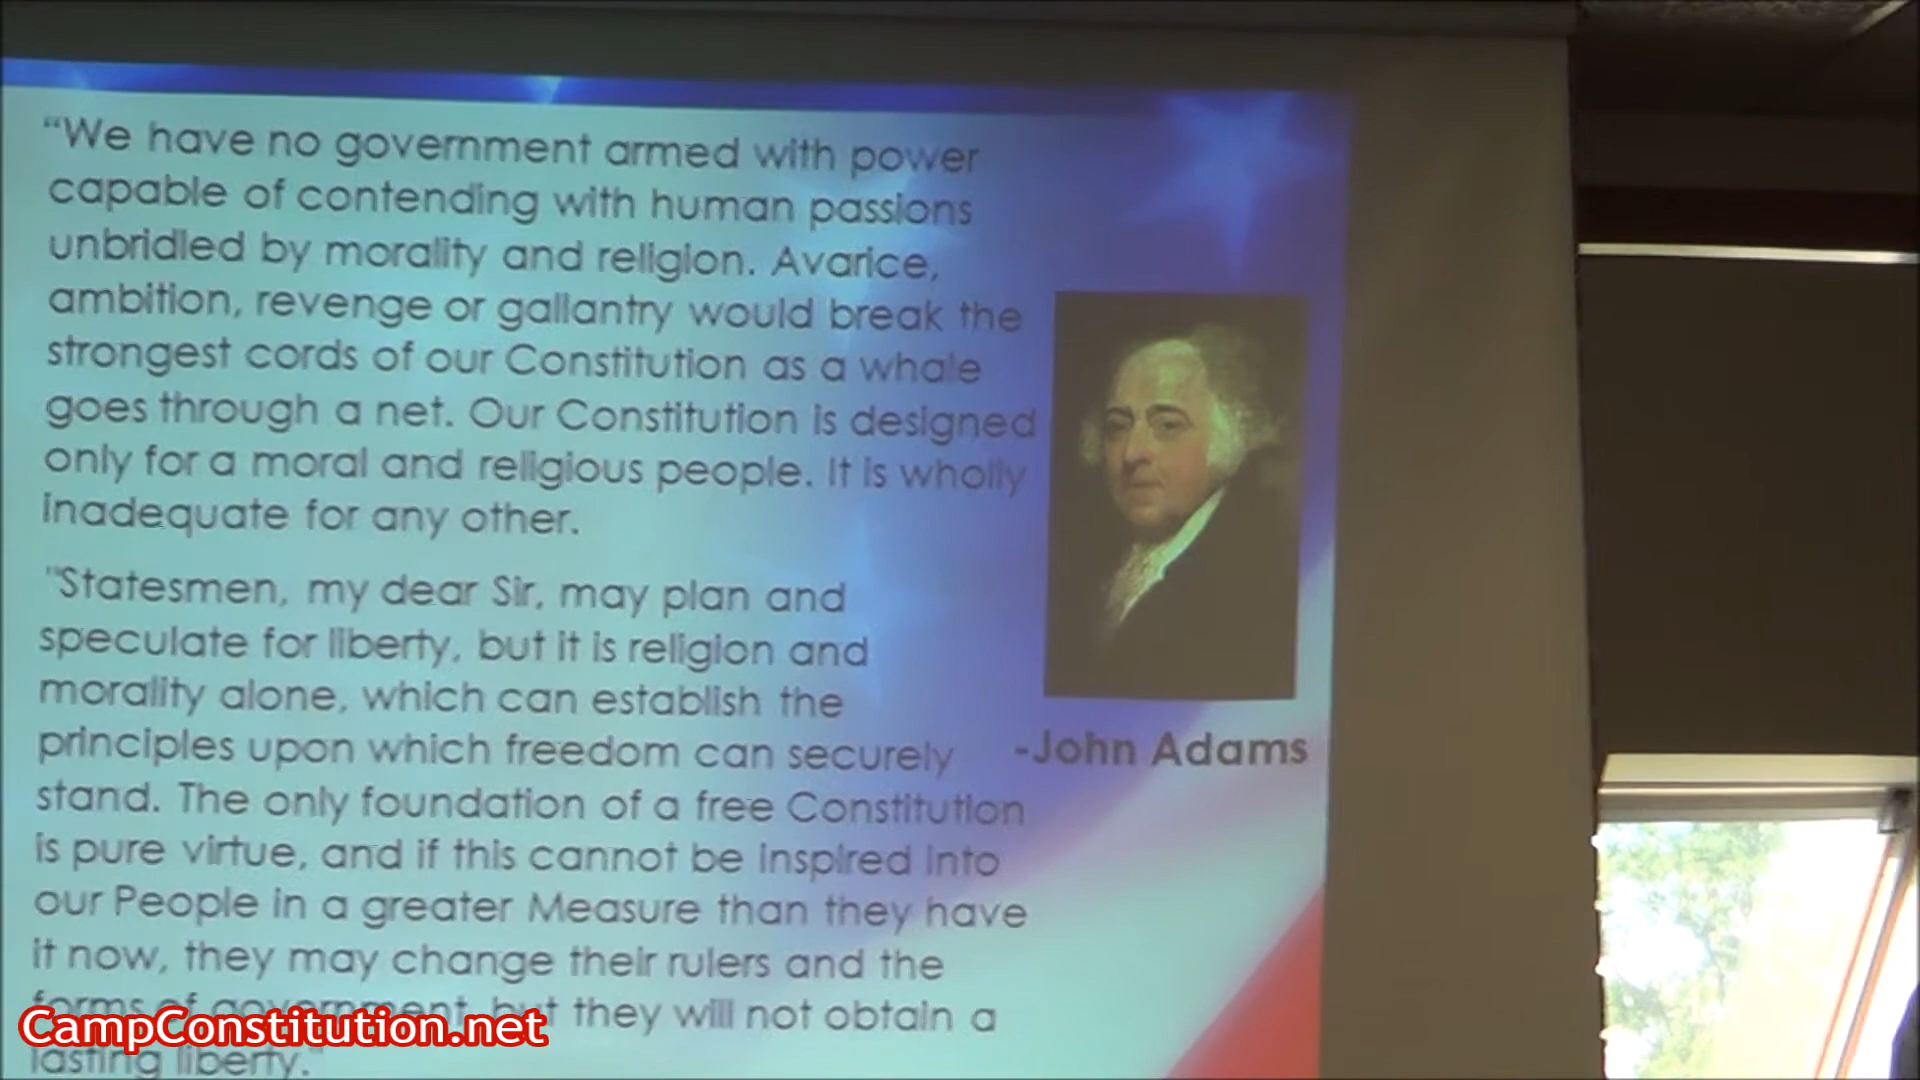 “We have no government armed with power
capable of contending with human passions
unbridled by morality and religion. Avarice,
ambition, revenge or gallantry would break the
strongest cords of our Constitution as a whale
goes through a net. Our Constitution is designed
only for a moral and religious people. It is wholly
inadequate for any other.
"Statesmen, my dear Sir, may plan and
speculate for liberty, but it is religion and
morality alone, which can establish the
principles upon which freedom can securely
stand. The only foundation of a free Constitution
is pure virtue, and if this cannot be inspired into
our People in a greater Measure than they have
it now, they may change their rulers and the
forms of government, but they will not obtain a
lasting liberty."
-John Adams
CampConstitution.net